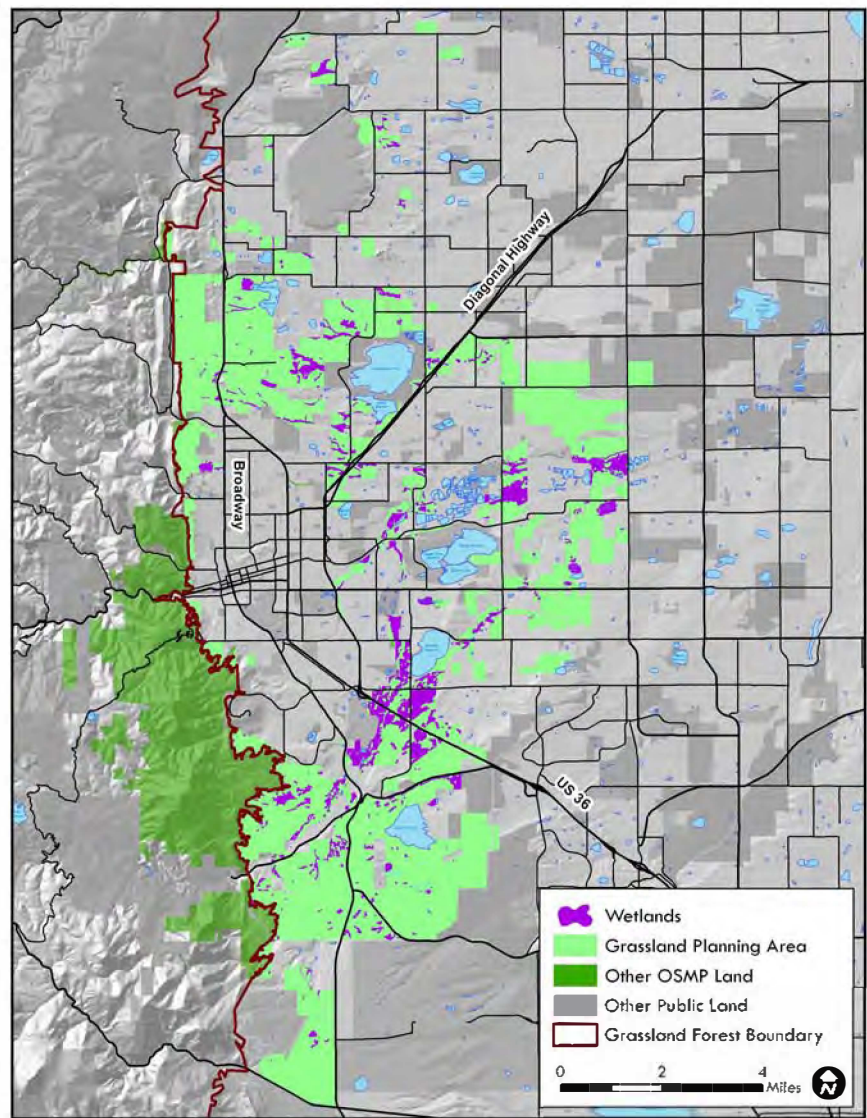 Diagonal Highway
Broadway
US 36
Wetlands
Grassland Planning Area
Other OSMP Land
Other Public Land
Grassland Forest Boundary
0 2 4
Miles
N